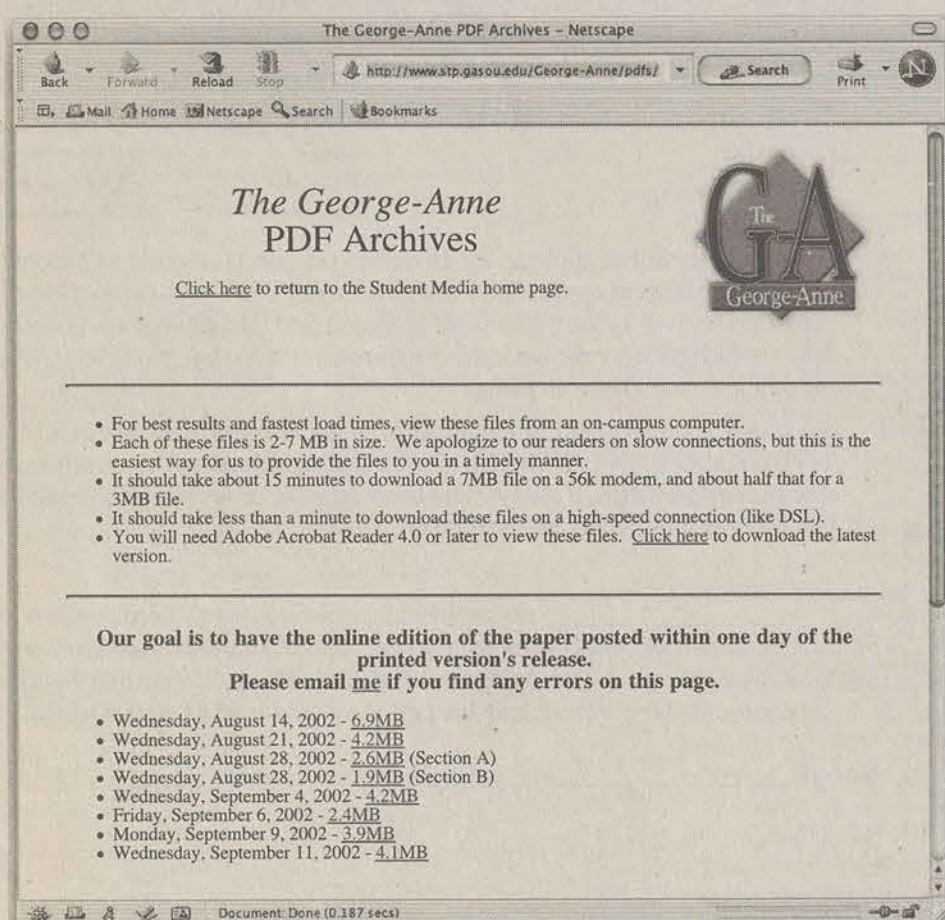 The George-Anne PDF Archives - Netscape
Back Forward Reload Stop http://www.stp.gasou.edu/George-Anne/pdfs/ Search Print N
Mail Home Netscape Search Bookmarks
The George-Anne
PDF Archives
Click here to return to the Student Media home page.
The
G-A
George-Anne
• For best results and fastest load times, view these files from an on-campus computer.
• Each of these files is 2-7 MB in size. We apologize to our readers on slow connections, but this is the
easiest way for us to provide the files to you in a timely manner.
• It should take about 15 minutes to download a 7MB file on a 56k modem, and about half that for a
3MB file.
• It should take less than a minute to download these files on a high-speed connection (like DSL).
• You will need Adobe Acrobat Reader 4.0 or later to view these files. Click here to download the latest
version.
Our goal is to have the online edition of the paper posted within one day of the
printed version's release.
Please email me if you find any errors on this page.
• Wednesday, August 14, 2002 - 6.9MB
• Wednesday, August 21, 2002 - 4.2MB
• Wednesday, August 28, 2002 - 2.6MB (Section A)
• Wednesday, August 28, 2002 - 1.9MB (Section B)
• Wednesday, September 4, 2002 - 4.2MB
• Friday, September 6, 2002 - 2.4MB
• Monday, September 9, 2002 - 3.9MB
• Wednesday, September 11, 2002 - 4.1MB
Document: Done (0.187 secs)